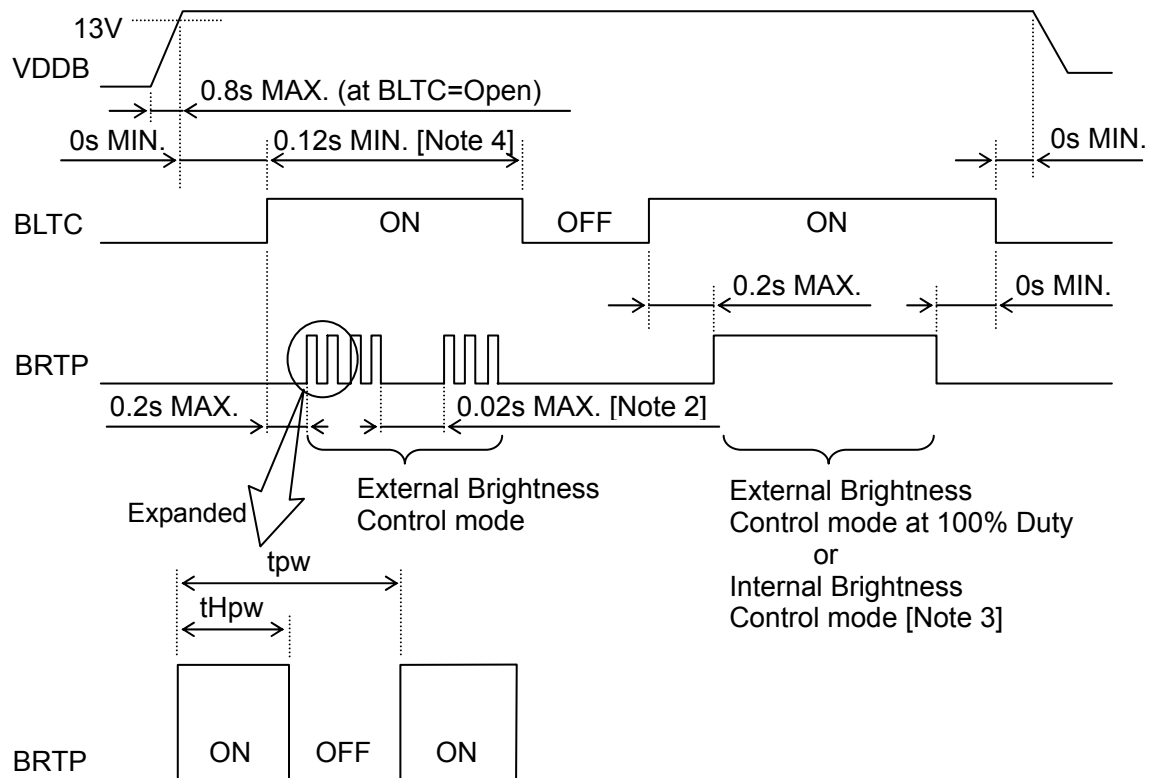 13V
VDDB
0.8s MAX. (at BLTC=Open)
0s MIN.
0.12s MIN. [Note 4]
0s MIN.
BLTC
ON
OFF
ON
0.2s MAX.
0s MIN.
BRTP
0.2s MAX.
0.02s MAX. [Note 2]
Expanded
External Brightness
Control mode
External Brightness
Control mode at 100% Duty
or
Internal Brightness
Control mode [Note 3]
tpw
tHpw
BRTP
ON
OFF
ON